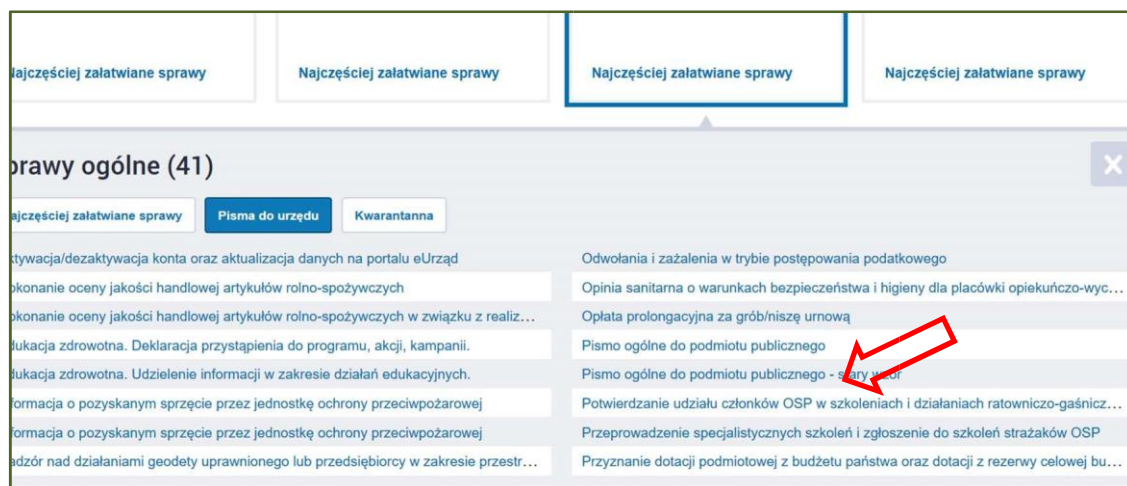 Najczęściej załatwiane sprawy
Najczęściej załatwiane sprawy
Najczęściej załatwiane sprawy
Najczęściej załatwiane sprawy
prawy ogólne (41)
ajczęściej załatwiane sprawy
Pisma do urzędu
Kwarantanna
ktywacja/dezaktywacja konta oraz aktualizacja danych na portalu eUrząd
okonanie oceny jakości handlowej artykułów rolno-spożywczych
okonanie oceny jakości handlowej artykułów rolno-spożywczych w związku z realiz...
dukacja zdrowotna. Deklaracja przystąpienia do programu, akcji, kampanii.
dukacja zdrowotna. Udzielenie informacji w zakresie działań edukacyjnych.
formacja o pozyskanym sprzęcie przez jednostkę ochrony przeciwpożarowej
formacja o pozyskanym sprzęcie przez jednostkę ochrony przeciwpożarowej
adzór nad działaniami geodety uprawnionego lub przedsiębiorcy w zakresie przestr...
Odwołania i zażalenia w trybie postępowania podatkowego
Opinia sanitarna o warunkach bezpieczeństwa i higieny dla placówki opiekuńczo-wyc...
Opłata prolongacyjna za grób/niszę urnową
Pismo ogólne do podmiotu publicznego
Pismo ogólne do podmiotu publicznego - stary wzór
Potwierdzanie udziału członków OSP w szkoleniach i działaniach ratowniczo-gaśnicz...
Przeprowadzenie specjalistycznych szkoleń i zgłoszenie do szkoleń strażaków OSP
Przyznanie dotacji podmiotowej z budżetu państwa oraz dotacji z rezerwy celowej bu...